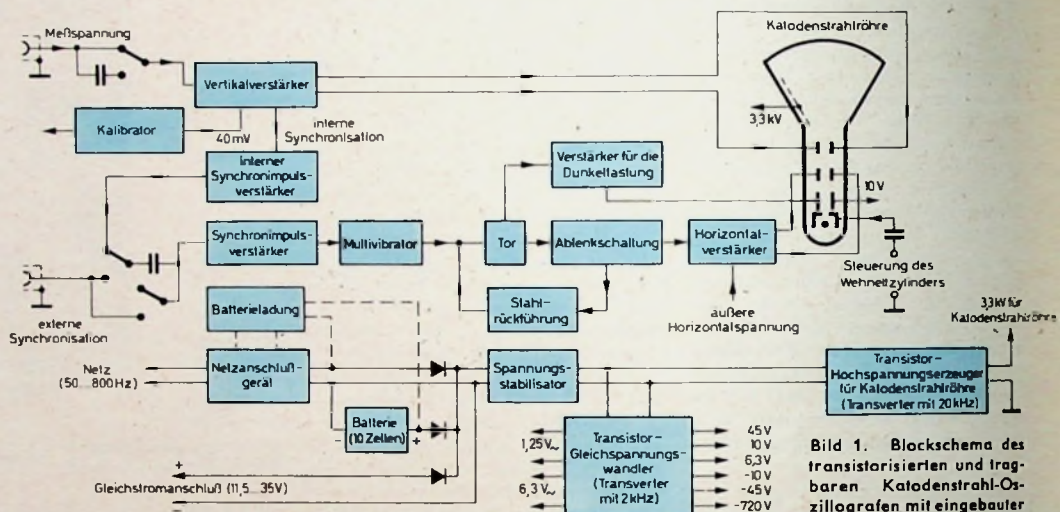 Meßspannung
Katodenstrahlröhre
Vertikalverstärker
3,3kV
Kalibrator
40mV
interne
Synchronisation
Interner
Synchronimpuls-
verstärker
Verstärker für die
Dunkeltastung
10V
Synchronimpuls-
verstärker
Multivibrator
Tor
Ablenkschaltung
Horizontal-
verstärker
Steuerung des
Wehneltzylinders
Batterieladung
Stahl-
rückführung
äußere
Horizontalspannung
externe
Synchronisation
3,3kV für
Katodenstrahlröhre
Netz
(50...800Hz)
Netzanschluß-
gerät
Spannungs-
stabilisator
Transistor-
Hochspannungserzeuger
für Katodenstrahlröhre
(Transverter mit 20kHz)
Batterie
(10 Zellen)
- +
1,25V~
6,3V~
Transistor-
Gleichspannungs-
wandler
(Transverter
mit 2kHz)
45V
10V
6,3V
-10V
-45V
-720V
+
Gleichstromanschluß (11,5...35V)
-
Bild 1. Blockschema des
transistorisierten und trag-
baren Katodenstrahl-Os-
zillografen mit eingebauter